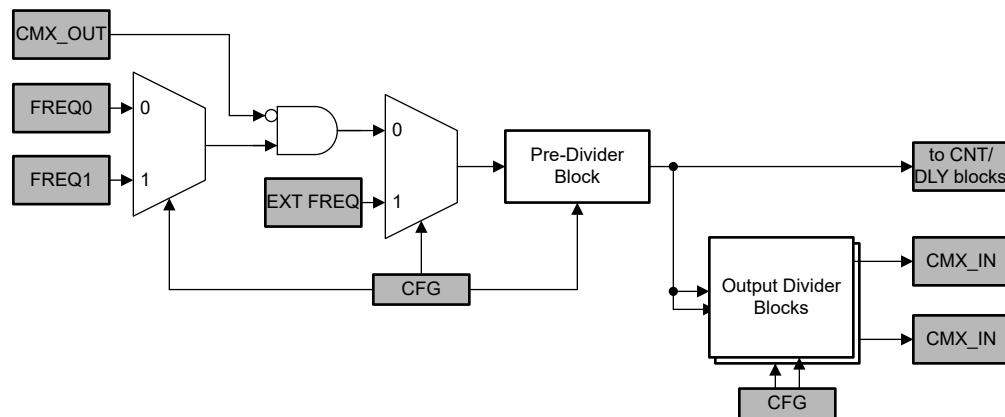 CMX_OUT
FREQ0
0
FREQ1
1
0
EXT FREQ
1
Pre-Divider
Block
to CNT/
DLY blocks
CFG
Output Divider
Blocks
CMX_IN
CMX_IN
CFG